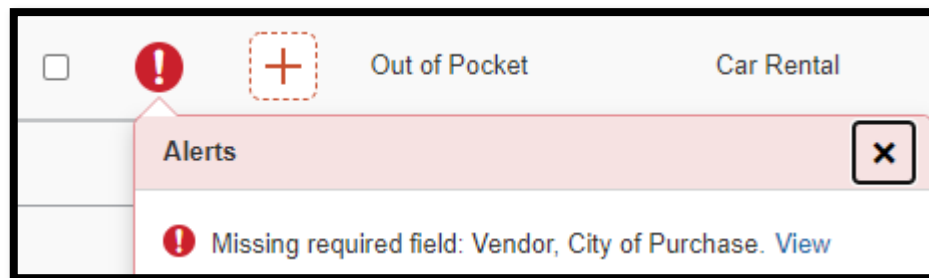 Out of Pocket Car Rental
Alerts
Missing required field: Vendor, City of Purchase. View